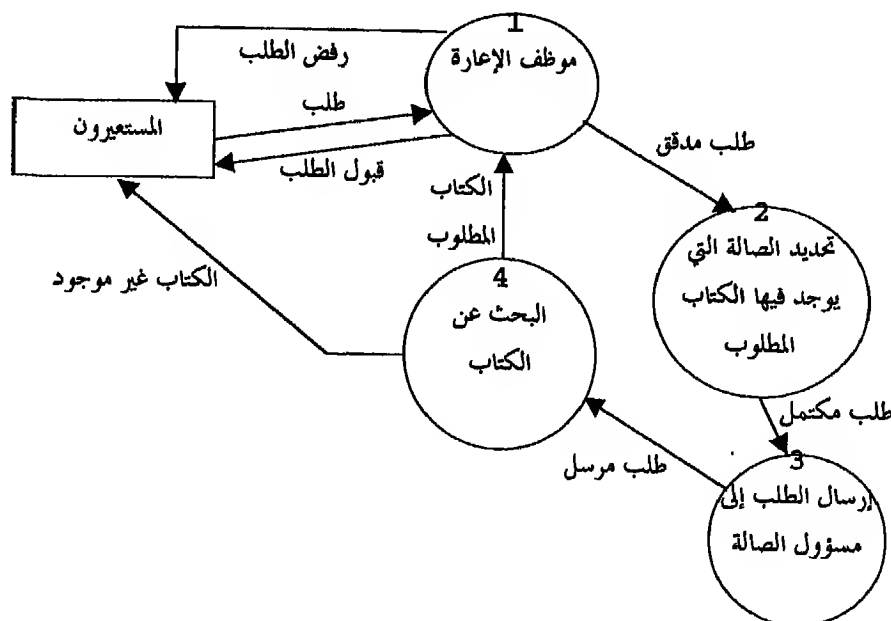 1
موظف الإعارة
رفض الطلب
طلب
المستعيرون
قبول الطلب
طلب مدقق
الكتاب
المطلوب
2
تحديد الصالة التي
يوجد فيها الكتاب
المطلوب
4
البحث عن
الكتاب
الكتاب غير موجود
طلب مكتمل
طلب مرسل
3
إرسال الطلب إلى
مسؤول الصالة